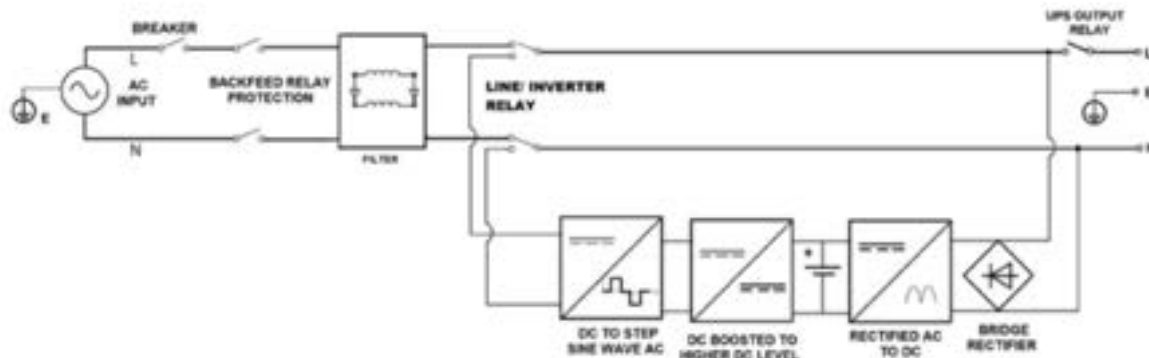 UPS OUTPUT
RELAY
BREAKER
L
L
AC
INPUT
BACKFEED RELAY
PROTECTION
LINE/ INVERTER
RELAY
E
E
N
FILTER
+
DC TO STEP
SINE WAVE AC
DC BOOSTED TO
HIGHER DC LEVEL
RECTIFIED AC
TO DC
BRIDGE
RECTIFIER